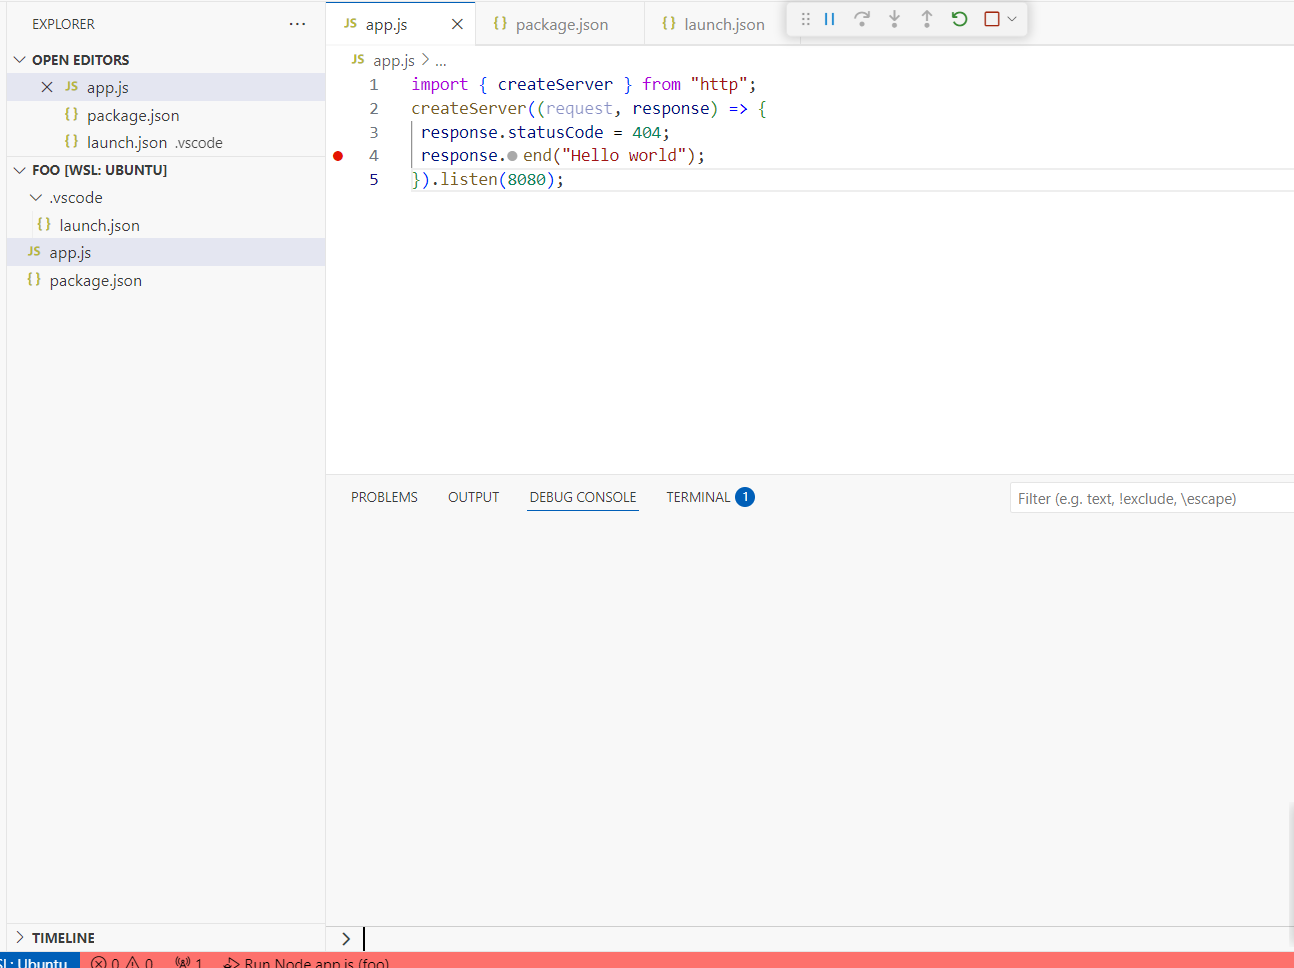 EXPLORER
OPEN EDITORS
JS app.js
{} package.json
{} launch.json .vscode
FOO [WSL: UBUNTU]
.vscode
{} launch.json
JS app.js
{} package.json
TIMELINE
JS app.js
{} package.json
{} launch.json
JS app.js > ...
1 import { createServer } from "http";
2 createServer((request, response) => {
3 response.statusCode = 404;
4 response.end("Hello world");
5 }).listen(8080);
PROBLEMS OUTPUT DEBUG CONSOLE TERMINAL 1
Filter (e.g. text, !exclude, \escape)
>
SL: Ubuntu 0 0 1 Run Node app.js (foo)